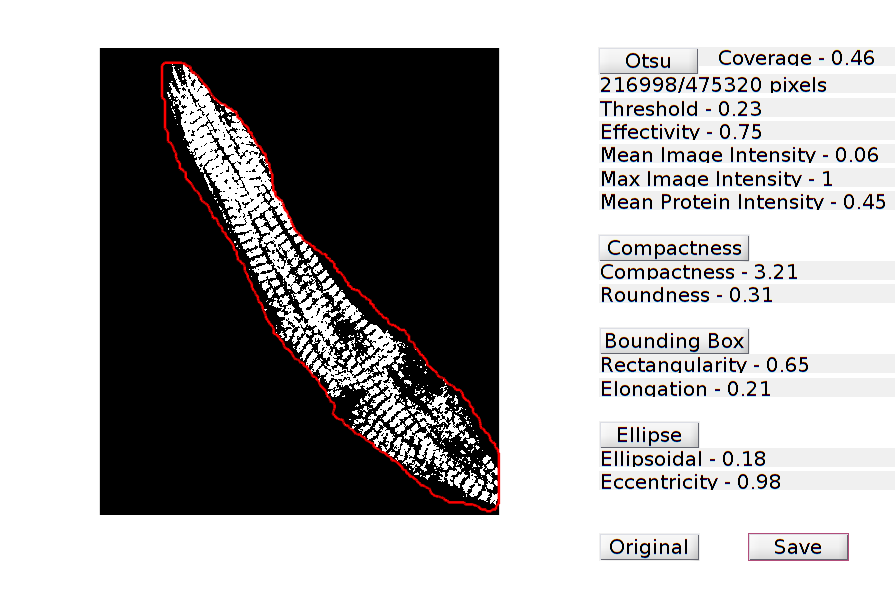 Otsu Coverage - 0.46
216998/475320 pixels
Threshold - 0.23
Effectivity - 0.75
Mean Image Intensity - 0.06
Max Image Intensity - 1
Mean Protein Intensity - 0.45
Compactness
Compactness - 3.21
Roundness - 0.31
Bounding Box
Rectangularity - 0.65
Elongation - 0.21
Ellipse
Ellipsoidal - 0.18
Eccentricity - 0.98
Original Save